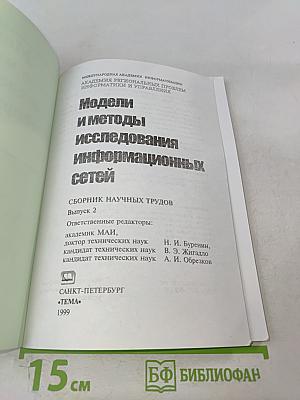 МЕЖДУНАРОДНАЯ АКАДЕМИЯ ИНФОРМАТИЗАЦИИ
АКАДЕМИЯ РЕГИОНАЛЬНЫХ ПРОБЛЕМ
ИНФОРМАТИКИ И УПРАВЛЕНИЯ
Модели
и методы
исследования
информационных
сетей
СБОРНИК НАУЧНЫХ ТРУДОВ
Выпуск 2
Ответственные редакторы:
академик МАИ,
доктор технических наук Н. И. Буренин,
кандидат технических наук В. Э. Жигадло
кандидат технических наук А. И. Обрезков
САНКТ-ПЕТЕРБУРГ
«ТЕМА»
1999
15 см
БФ БИБЛИОФАН